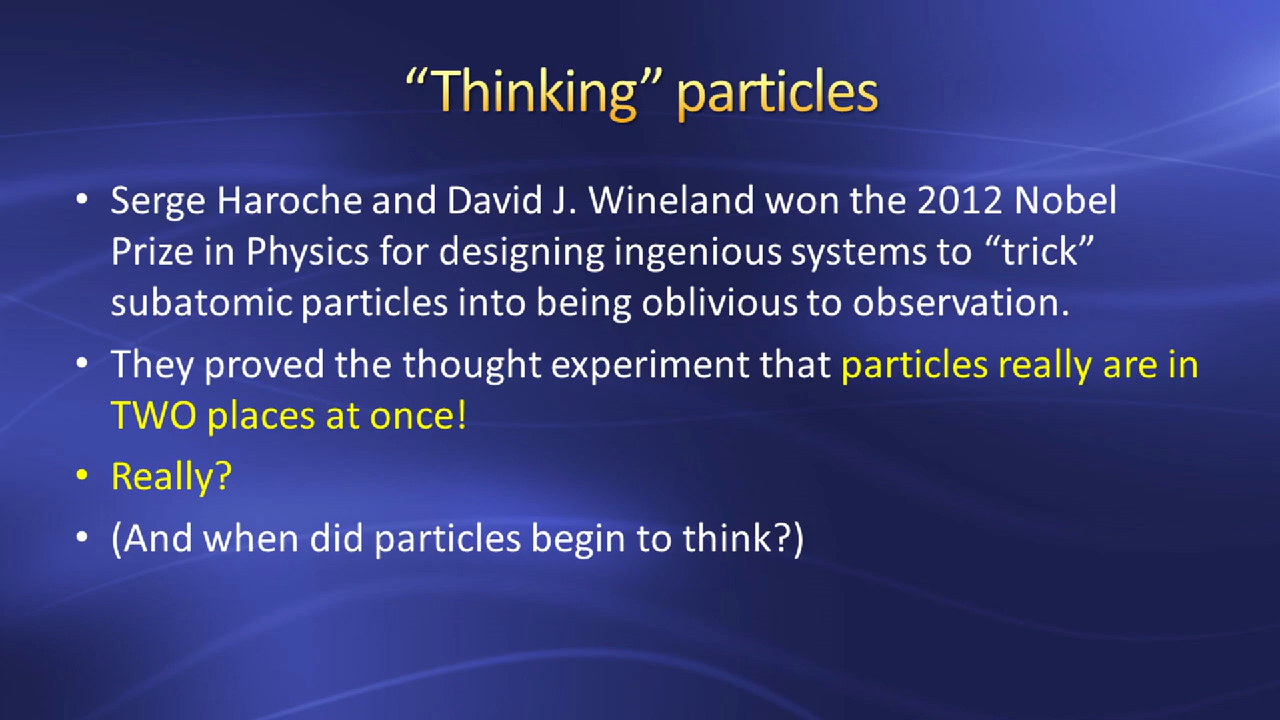 “Thinking” particles
• Serge Haroche and David J. Wineland won the 2012 Nobel
Prize in Physics for designing ingenious systems to “trick”
subatomic particles into being oblivious to observation.
• They proved the thought experiment that particles really are in
TWO places at once!
• Really?
• (And when did particles begin to think?)